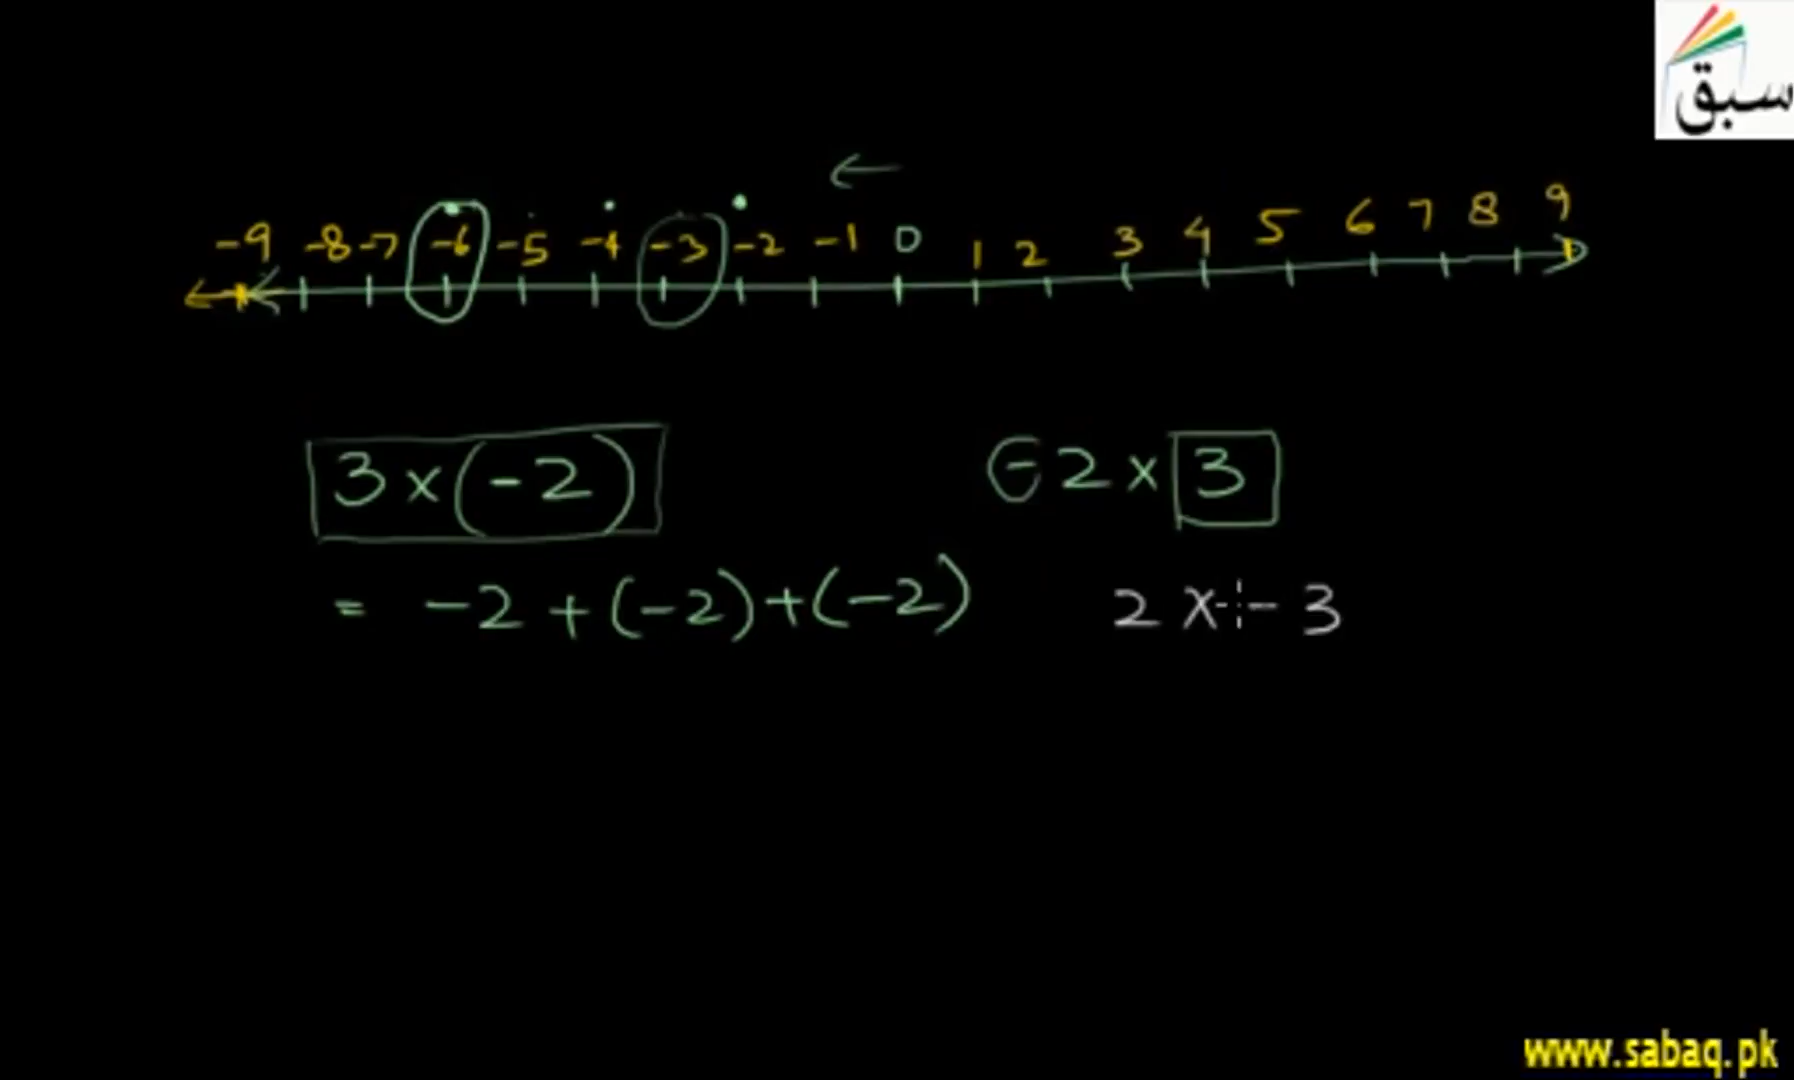 سبق
-9 -8 -7 -6 -5 -4 -3 -2 -1 0 1 2 3 4 5 6 7 8 9
3 × (-2) -2 × 3
= -2 + (-2) + (-2) 2 × - 3
www.sabaq.pk